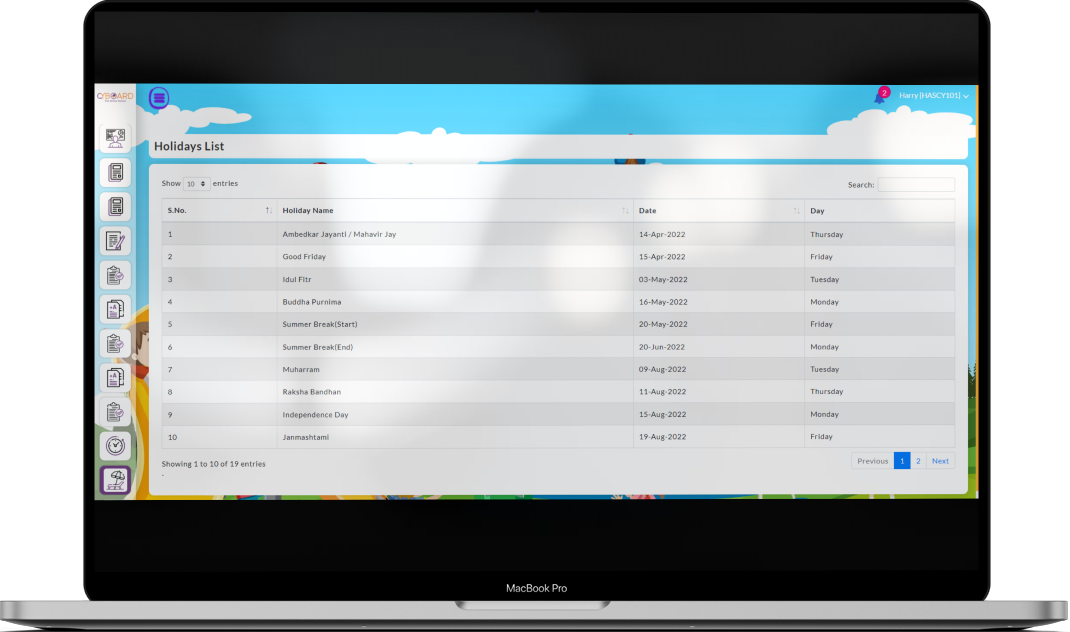 2
Harry [HASCY101]
Holidays List
Show 10 entries
Search:
S.No. Holiday Name Date Day
1 Ambedkar Jayanti / Mahavir Jay 14-Apr-2022 Thursday
2 Good Friday 15-Apr-2022 Friday
3 Idul Fitr 03-May-2022 Tuesday
4 Buddha Purnima 16-May-2022 Monday
5 Summer Break(Start) 20-May-2022 Friday
6 Summer Break(End) 20-Jun-2022 Monday
7 Muharram 09-Aug-2022 Tuesday
8 Raksha Bandhan 11-Aug-2022 Thursday
9 Independence Day 15-Aug-2022 Monday
10 Janmashtami 19-Aug-2022 Friday
Showing 1 to 10 of 19 entries
Previous 1 2 Next
MacBook Pro